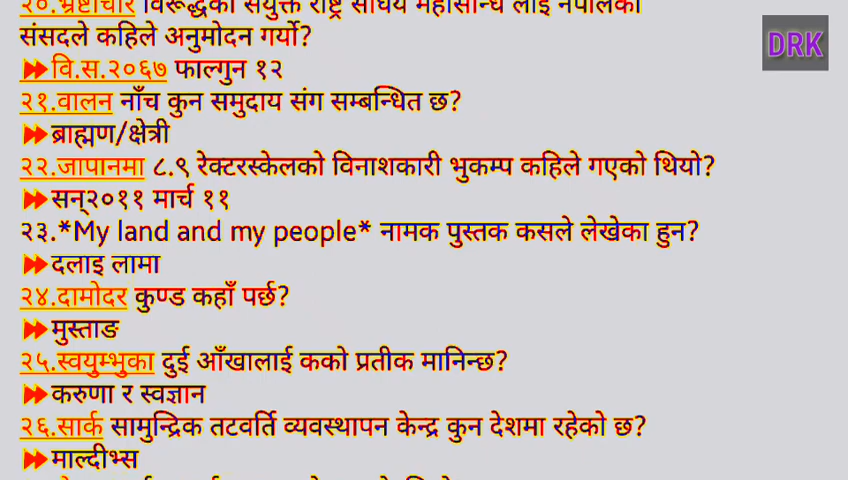 २०.भ्रष्टाचार विरूद्धको संयुक्त राष्ट्र संघिय महासन्धि लाई नेपालको
संसदले कहिले अनुमोदन गर्यो?
वि.स.२०६७ फाल्गुन १२
२१.वालन नाँच कुन समुदाय संग सम्बन्धित छ?
ब्राह्मण/क्षेत्री
२२.जापानमा ८.९ रेक्टरस्केलको विनाशकारी भुकम्प कहिले गएको थियो?
सन्२०११ मार्च ११
२३.*My land and my people* नामक पुस्तक कसले लेखेका हुन?
दलाइ लामा
२४.दामोदर कुण्ड कहाँ पर्छ?
मुस्ताङ
२५.स्वयुम्भुका दुई आँखालाई कको प्रतीक मानिन्छ?
करुणा र स्वज्ञान
२६.सार्क सामुन्द्रिक तटवर्ति व्यवस्थापन केन्द्र कुन देशमा रहेको छ?
माल्दीभ्स
DRK